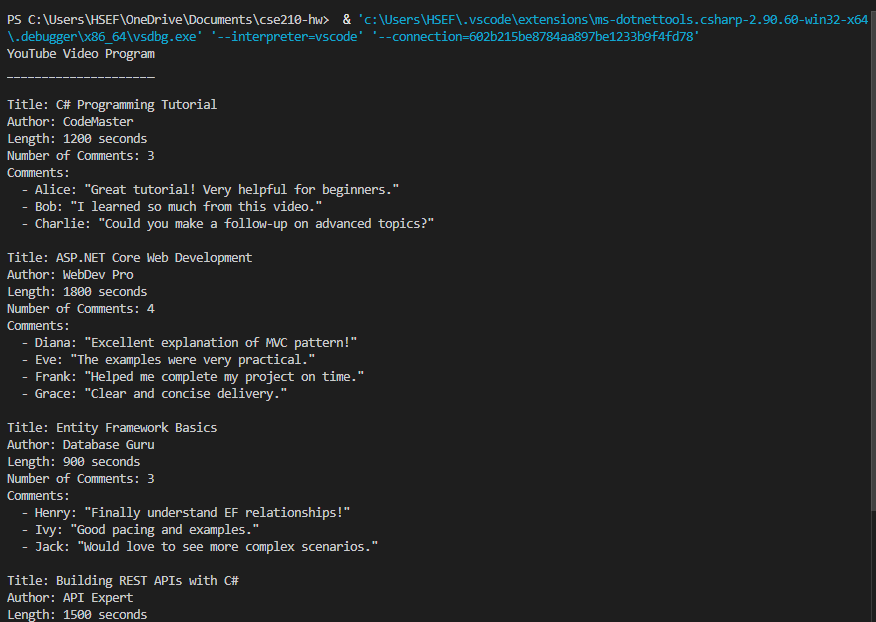 PS C:\Users\HSEF\OneDrive\Documents\cse210-hw>  & 'c:\Users\HSEF\.vscode\extensions\ms-dotnettools.csharp-2.90.60-win32-x64
\.debugger\x86_64\vsdbg.exe' '--interpreter=vscode' '--connection=602b215be8784aa897be1233b9f4fd78'
YouTube Video Program
_____________________
Title: C# Programming Tutorial
Author: CodeMaster
Length: 1200 seconds
Number of Comments: 3
Comments:
  - Alice: "Great tutorial! Very helpful for beginners."
  - Bob: "I learned so much from this video."
  - Charlie: "Could you make a follow-up on advanced topics?"
Title: ASP.NET Core Web Development
Author: WebDev Pro
Length: 1800 seconds
Number of Comments: 4
Comments:
  - Diana: "Excellent explanation of MVC pattern!"
  - Eve: "The examples were very practical."
  - Frank: "Helped me complete my project on time."
  - Grace: "Clear and concise delivery."
Title: Entity Framework Basics
Author: Database Guru
Length: 900 seconds
Number of Comments: 3
Comments:
  - Henry: "Finally understand EF relationships!"
  - Ivy: "Good pacing and examples."
  - Jack: "Would love to see more complex scenarios."
Title: Building REST APIs with C#
Author: API Expert
Length: 1500 seconds